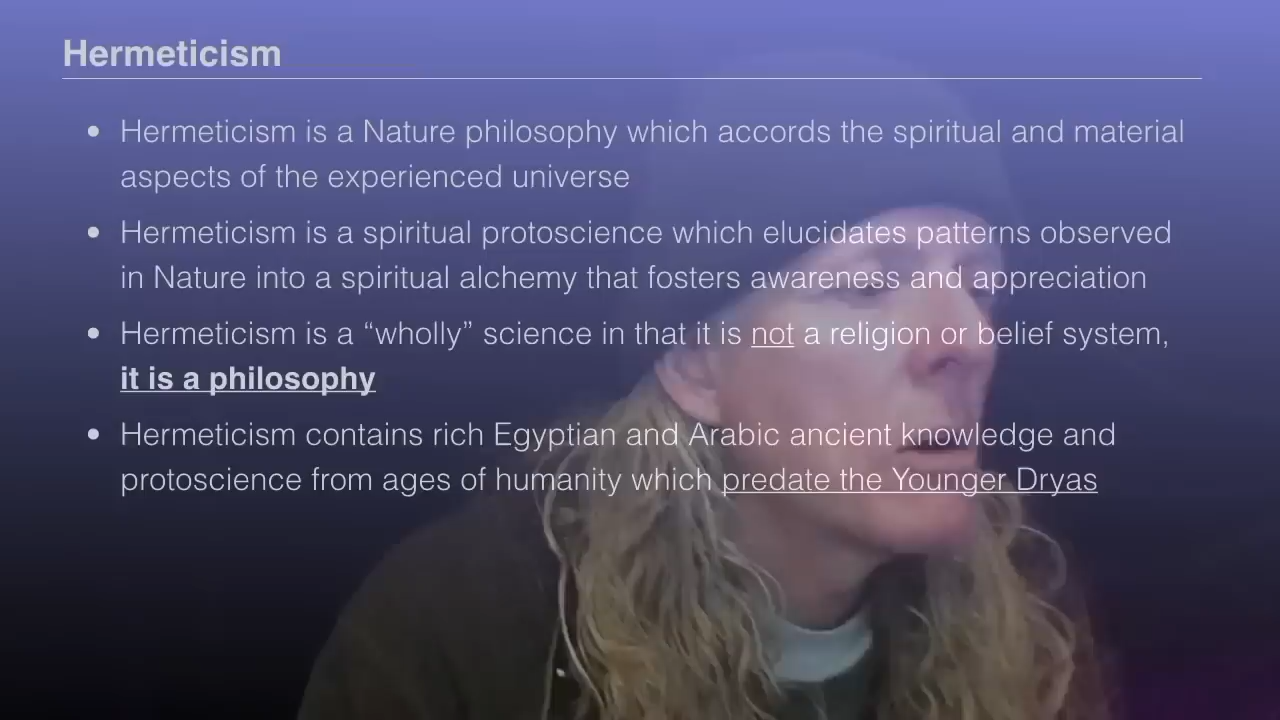 Hermeticism
• Hermeticism is a Nature philosophy which accords the spiritual and material
aspects of the experienced universe
• Hermeticism is a spiritual protoscience which elucidates patterns observed
in Nature into a spiritual alchemy that fosters awareness and appreciation
• Hermeticism is a “wholly” science in that it is not a religion or belief system,
it is a philosophy
• Hermeticism contains rich Egyptian and Arabic ancient knowledge and
protoscience from ages of humanity which predate the Younger Dryas